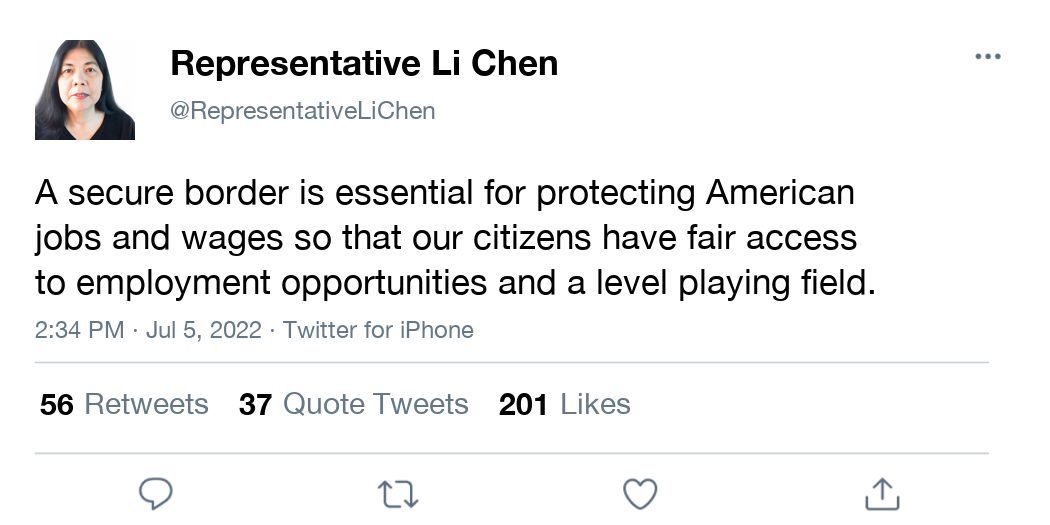 Representative Li Chen
@RepresentativeLiChen
A secure border is essential for protecting American
jobs and wages so that our citizens have fair access
to employment opportunities and a level playing field.
2:34 PM · Jul 5, 2022 · Twitter for iPhone
56 Retweets 37 Quote Tweets 201 Likes